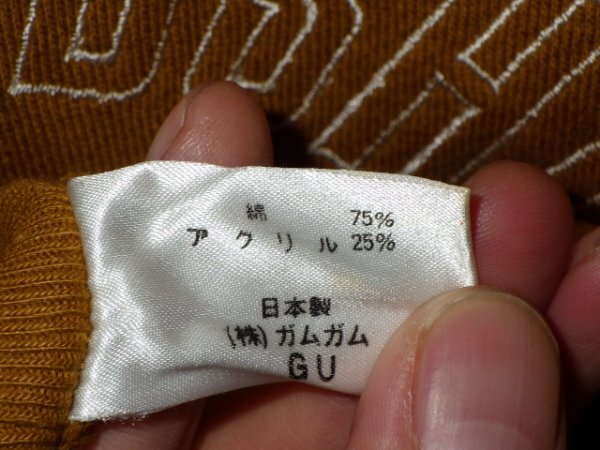 綿 75%
アクリル 25%
日本製
(株)ガムガム
GU